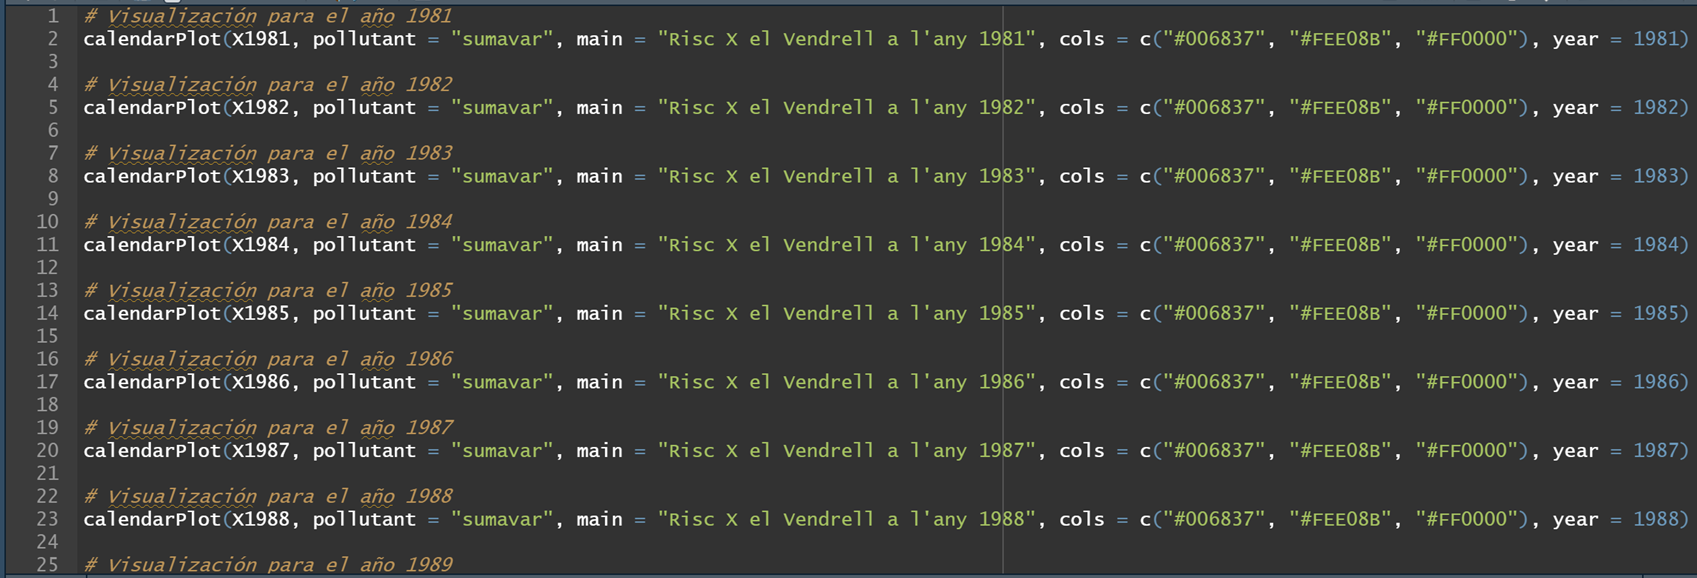 1 # Visualización para el año 1981
2 calendarPlot(X1981, pollutant = "sumavar", main = "Risc X el Vendrell a l'any 1981", cols = c("#006837", "#FEE08B", "#FF0000"), year = 1981)
3
4 # Visualización para el año 1982
5 calendarPlot(X1982, pollutant = "sumavar", main = "Risc X el Vendrell a l'any 1982", cols = c("#006837", "#FEE08B", "#FF0000"), year = 1982)
6
7 # Visualización para el año 1983
8 calendarPlot(X1983, pollutant = "sumavar", main = "Risc X el Vendrell a l'any 1983", cols = c("#006837", "#FEE08B", "#FF0000"), year = 1983)
9
10 # Visualización para el año 1984
11 calendarPlot(X1984, pollutant = "sumavar", main = "Risc X el Vendrell a l'any 1984", cols = c("#006837", "#FEE08B", "#FF0000"), year = 1984)
12
13 # Visualización para el año 1985
14 calendarPlot(X1985, pollutant = "sumavar", main = "Risc X el Vendrell a l'any 1985", cols = c("#006837", "#FEE08B", "#FF0000"), year = 1985)
15
16 # Visualización para el año 1986
17 calendarPlot(X1986, pollutant = "sumavar", main = "Risc X el Vendrell a l'any 1986", cols = c("#006837", "#FEE08B", "#FF0000"), year = 1986)
18
19 # Visualización para el año 1987
20 calendarPlot(X1987, pollutant = "sumavar", main = "Risc X el Vendrell a l'any 1987", cols = c("#006837", "#FEE08B", "#FF0000"), year = 1987)
21
22 # Visualización para el año 1988
23 calendarPlot(X1988, pollutant = "sumavar", main = "Risc X el Vendrell a l'any 1988", cols = c("#006837", "#FEE08B", "#FF0000"), year = 1988)
24
25 # Visualización para el año 1989